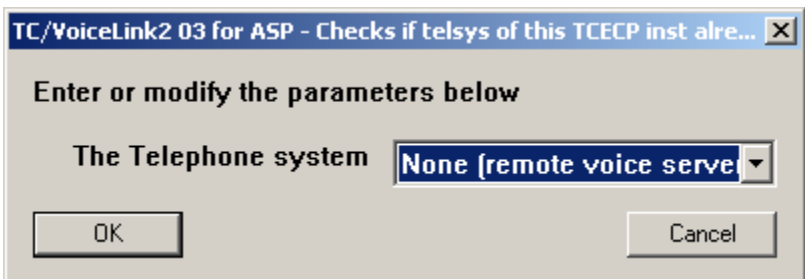 TC/VoiceLink2 03 for ASP - Checks if telsys of this TCECP inst alre...
Enter or modify the parameters below
The Telephone system
None (remote voice server
OK
Cancel